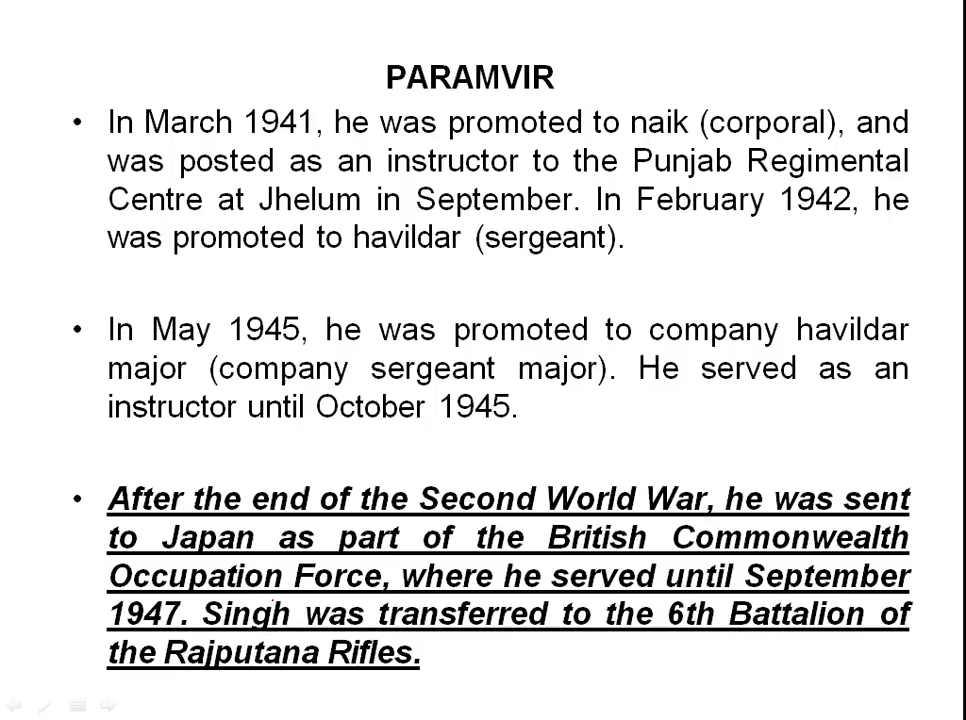 PARAMVIR
• In March 1941, he was promoted to naik (corporal), and
was posted as an instructor to the Punjab Regimental
Centre at Jhelum in September. In February 1942, he
was promoted to havildar (sergeant).
• In May 1945, he was promoted to company havildar
major (company sergeant major). He served as an
instructor until October 1945.
• After the end of the Second World War, he was sent
to Japan as part of the British Commonwealth
Occupation Force, where he served until September
1947. Singh was transferred to the 6th Battalion of
the Rajputana Rifles.